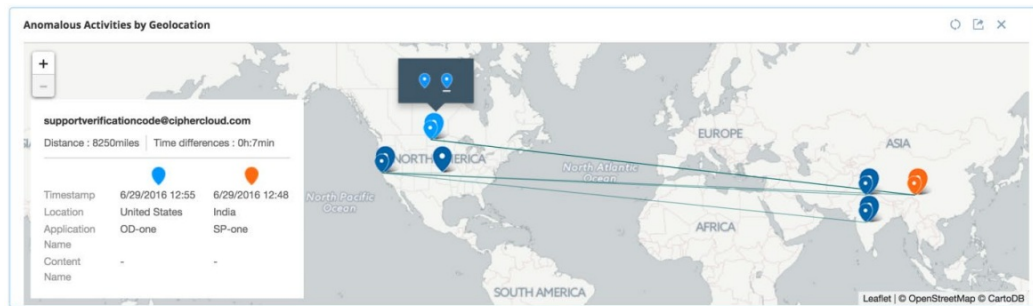 Anomalous Activities by Geolocation
+
-
supportverificationcode@ciphercloud.com
Distance : 8250miles Time differences : 0h:7min
Timestamp 6/29/2016 12:55 6/29/2016 12:48
Location United States India
Application Name OD-one SP-one
Content Name - -
North Pacific
Ocean
NORTH AMERICA
North Atlantic
Ocean
EUROPE
ASIA
AFRICA
SOUTH AMERICA
Leaflet | © OpenStreetMap © CartoDB